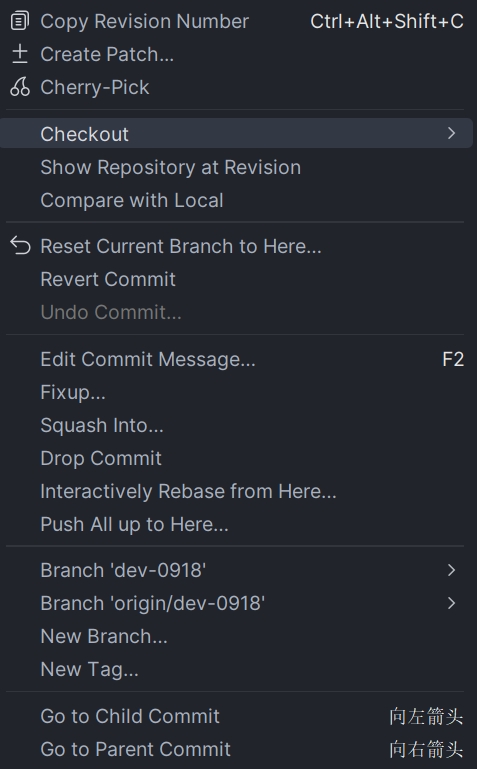 Copy Revision Number Ctrl+Alt+Shift+C
Create Patch...
Cherry-Pick
Checkout
Show Repository at Revision
Compare with Local
Reset Current Branch to Here...
Revert Commit
Undo Commit...
Edit Commit Message... F2
Fixup...
Squash Into...
Drop Commit
Interactively Rebase from Here...
Push All up to Here...
Branch 'dev-0918'
Branch 'origin/dev-0918'
New Branch...
New Tag...
Go to Child Commit 向左箭头
Go to Parent Commit 向右箭头